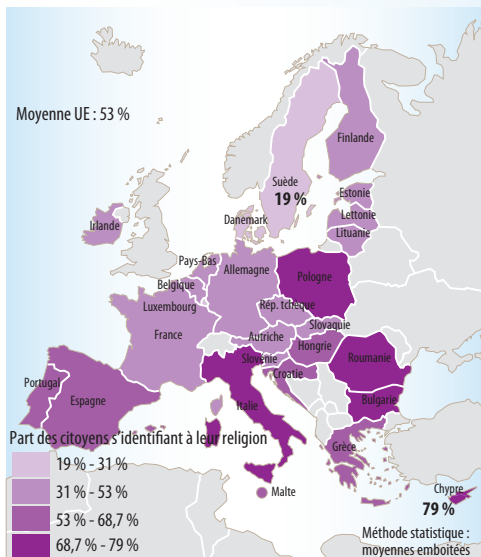 Moyenne UE : 53 %
Finlande
Suède
19 %
Estonie
Lettonie
Lituanie
Danemark
Irlande
Pays-Bas
Allemagne
Pologne
Belgique
Rép. tchèque
Luxembourg
Slovaquie
France
Autriche
Hongrie
Slovénie
Roumanie
Croatie
Portugal
Espagne
Italie
Bulgarie
Part des citoyens s'identifiant à leur religion
Grèce
19 % - 31 %
31 % - 53 %
53 % - 68,7 %
68,7 % - 79 %
Malte
Chypre
79 %
Méthode statistique :
moyennes emboitées